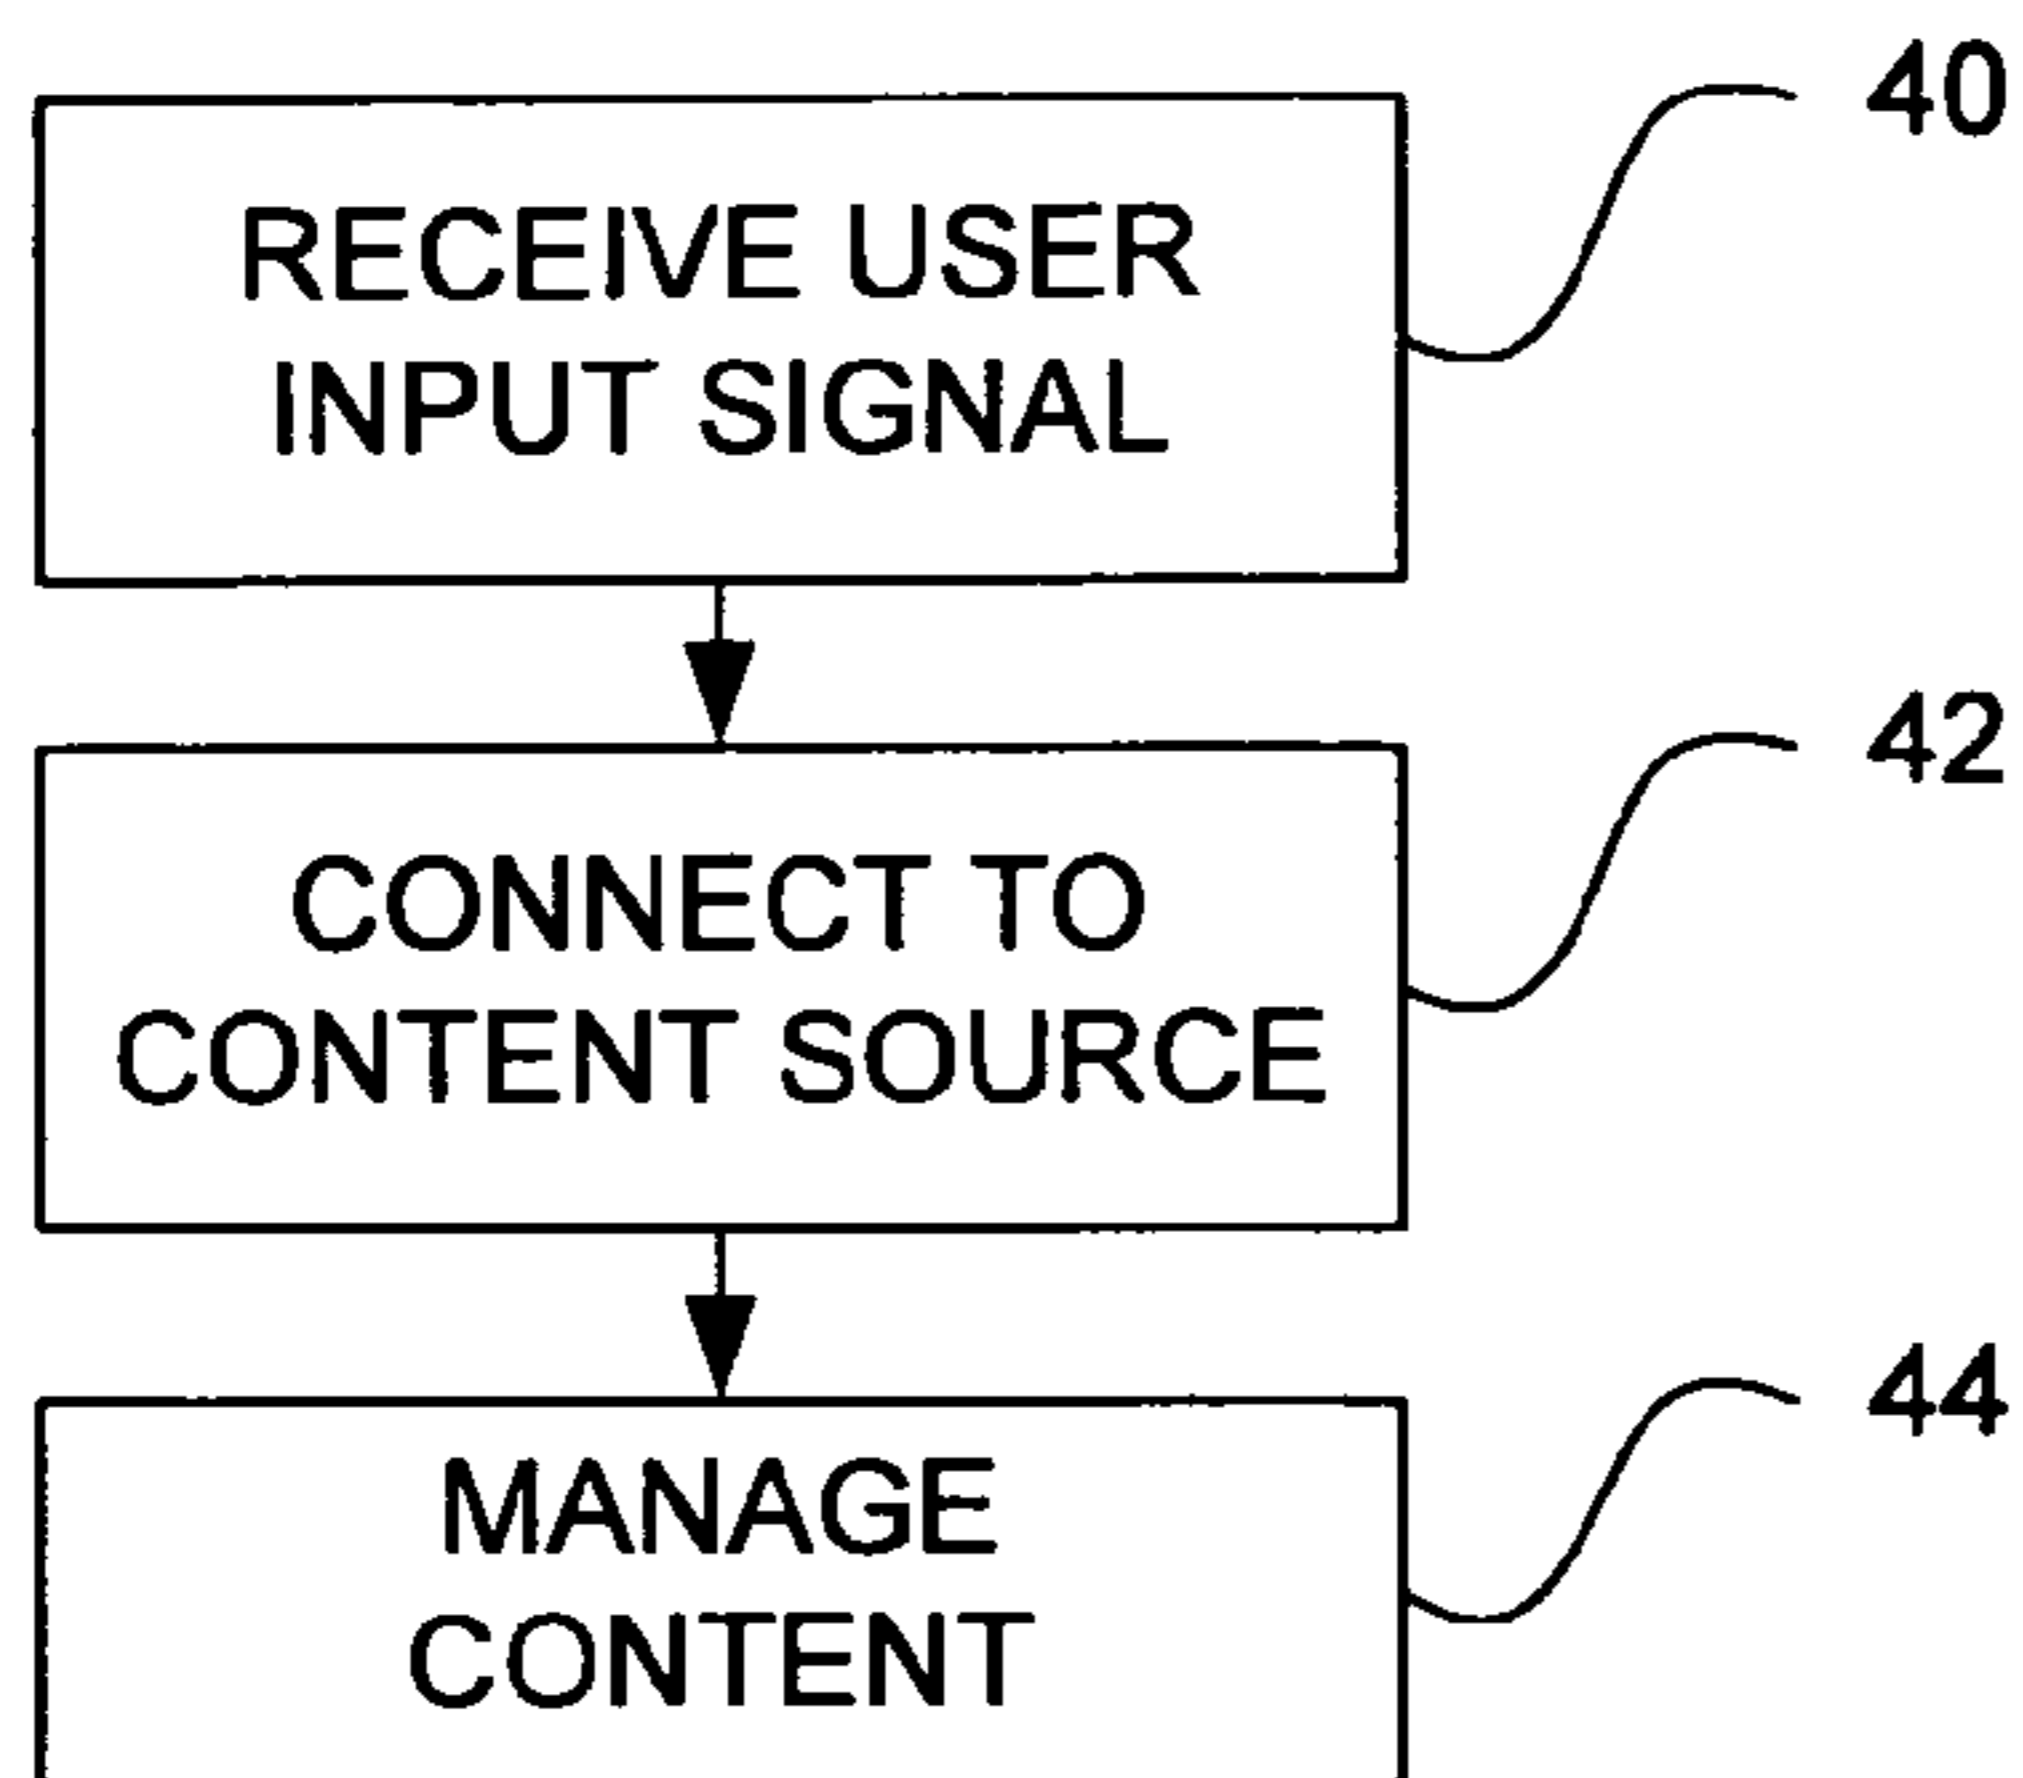 40
RECEIVE USER
INPUT SIGNAL
42
CONNECT TO
CONTENT SOURCE
44
MANAGE
CONTENT